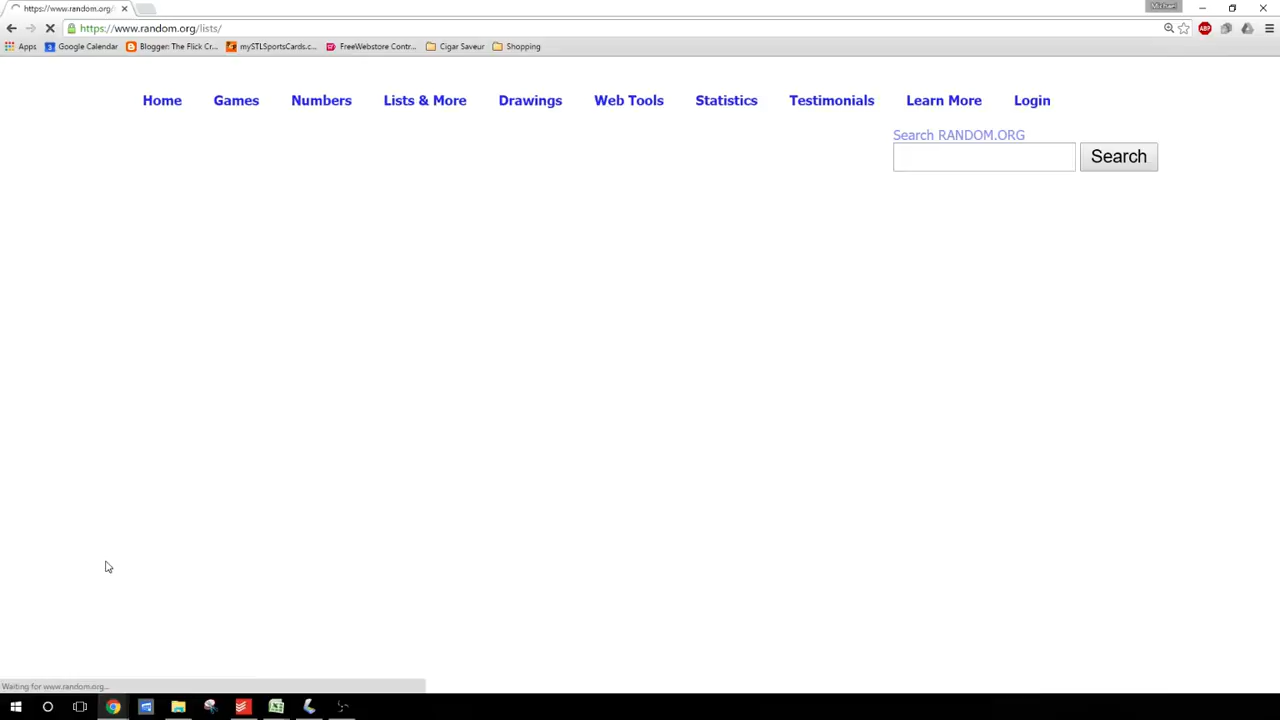 https://www.random.org/
Michael
https://www.random.org/lists/
Apps
Google Calendar
Blogger: The Flick Cr...
mySTLSportsCards.c...
FreeWebstore Contr...
Cigar Saveur
Shopping
Home
Games
Numbers
Lists & More
Drawings
Web Tools
Statistics
Testimonials
Learn More
Login
Search RANDOM.ORG
Search
Waiting for www.random.org...